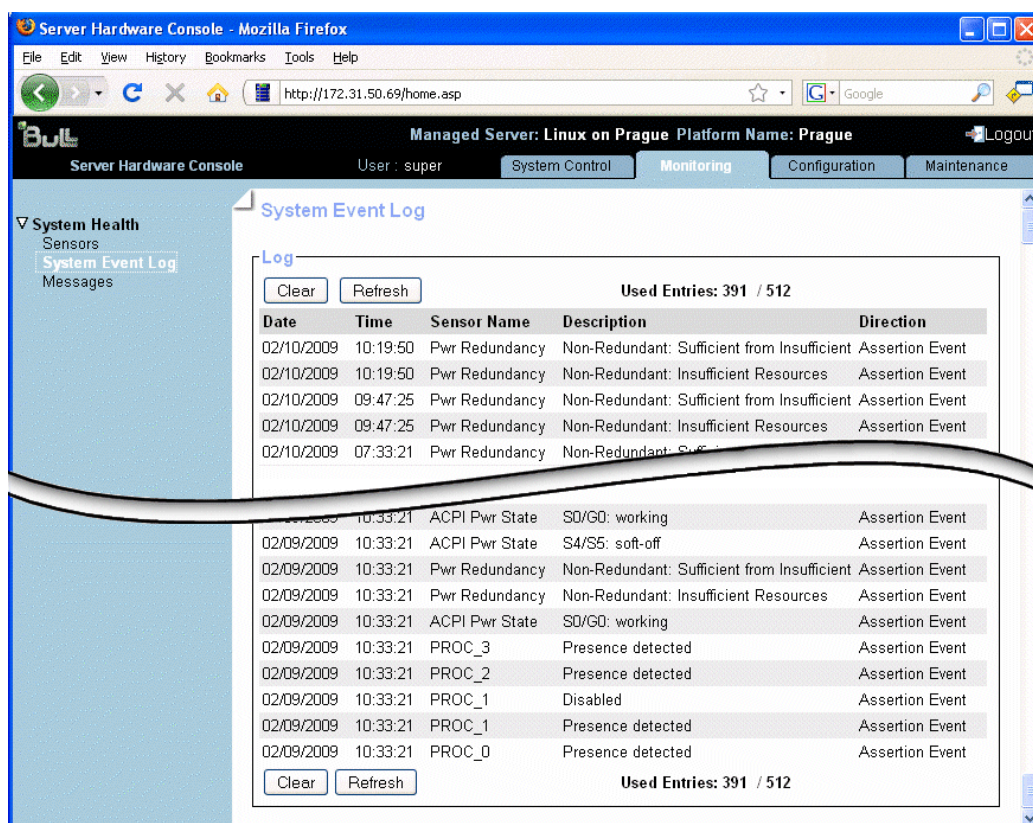 Server Hardware Console - Mozilla Firefox
File Edit View History Bookmarks Tools Help
http://172.31.50.69/home.asp G Google
Bull Managed Server: Linux on Prague Platform Name: Prague Logout
Server Hardware Console User : super System Control Monitoring Configuration Maintenance
System Event Log
System Health
Sensors
System Event Log
Messages
Log
Clear Refresh Used Entries: 391 / 512
Date Time Sensor Name Description Direction
02/10/2009 10:19:50 Pwr Redundancy Non-Redundant: Sufficient from Insufficient Assertion Event
02/10/2009 10:19:50 Pwr Redundancy Non-Redundant: Insufficient Resources Assertion Event
02/10/2009 09:47:25 Pwr Redundancy Non-Redundant: Sufficient from Insufficient Assertion Event
02/10/2009 09:47:25 Pwr Redundancy Non-Redundant: Insufficient Resources Assertion Event
02/10/2009 07:33:21 Pwr Redundancy Non-Redundant:
10:33:21 ACPI Pwr State S0/G0: working Assertion Event
02/09/2009 10:33:21 ACPI Pwr State S4/S5: soft-off Assertion Event
02/09/2009 10:33:21 Pwr Redundancy Non-Redundant: Sufficient from Insufficient Assertion Event
02/09/2009 10:33:21 Pwr Redundancy Non-Redundant: Insufficient Resources Assertion Event
02/09/2009 10:33:21 ACPI Pwr State S0/G0: working Assertion Event
02/09/2009 10:33:21 PROC_3 Presence detected Assertion Event
02/09/2009 10:33:21 PROC_2 Presence detected Assertion Event
02/09/2009 10:33:21 PROC_1 Disabled Assertion Event
02/09/2009 10:33:21 PROC_1 Presence detected Assertion Event
02/09/2009 10:33:21 PROC_0 Presence detected Assertion Event
Clear Refresh Used Entries: 391 / 512